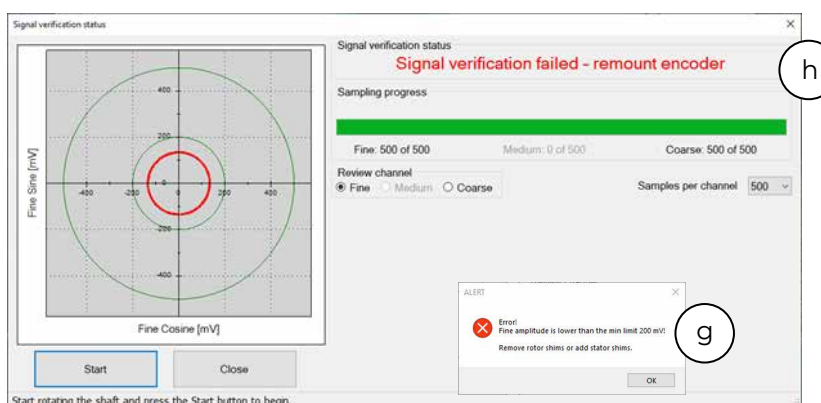 Signal verification status
Signal verification status
Signal verification failed - remount encoder
h
Sampling progress
Fine: 500 of 500 Medium: 0 of 500 Coarse: 500 of 500
Review channel
Fine Medium Coarse
Samples per channel 500
400
200
-400 -200 0 0 200 400
-200
-400
Fine Sine [mV]
Fine Cosine [mV]
ALERT
Error!
Fine amplitude is lower than the min limit 200 mV!
Remove rotor shims or add stator shims.
OK
g
Start Close
Start rotating the shaft and press the Start button to begin.